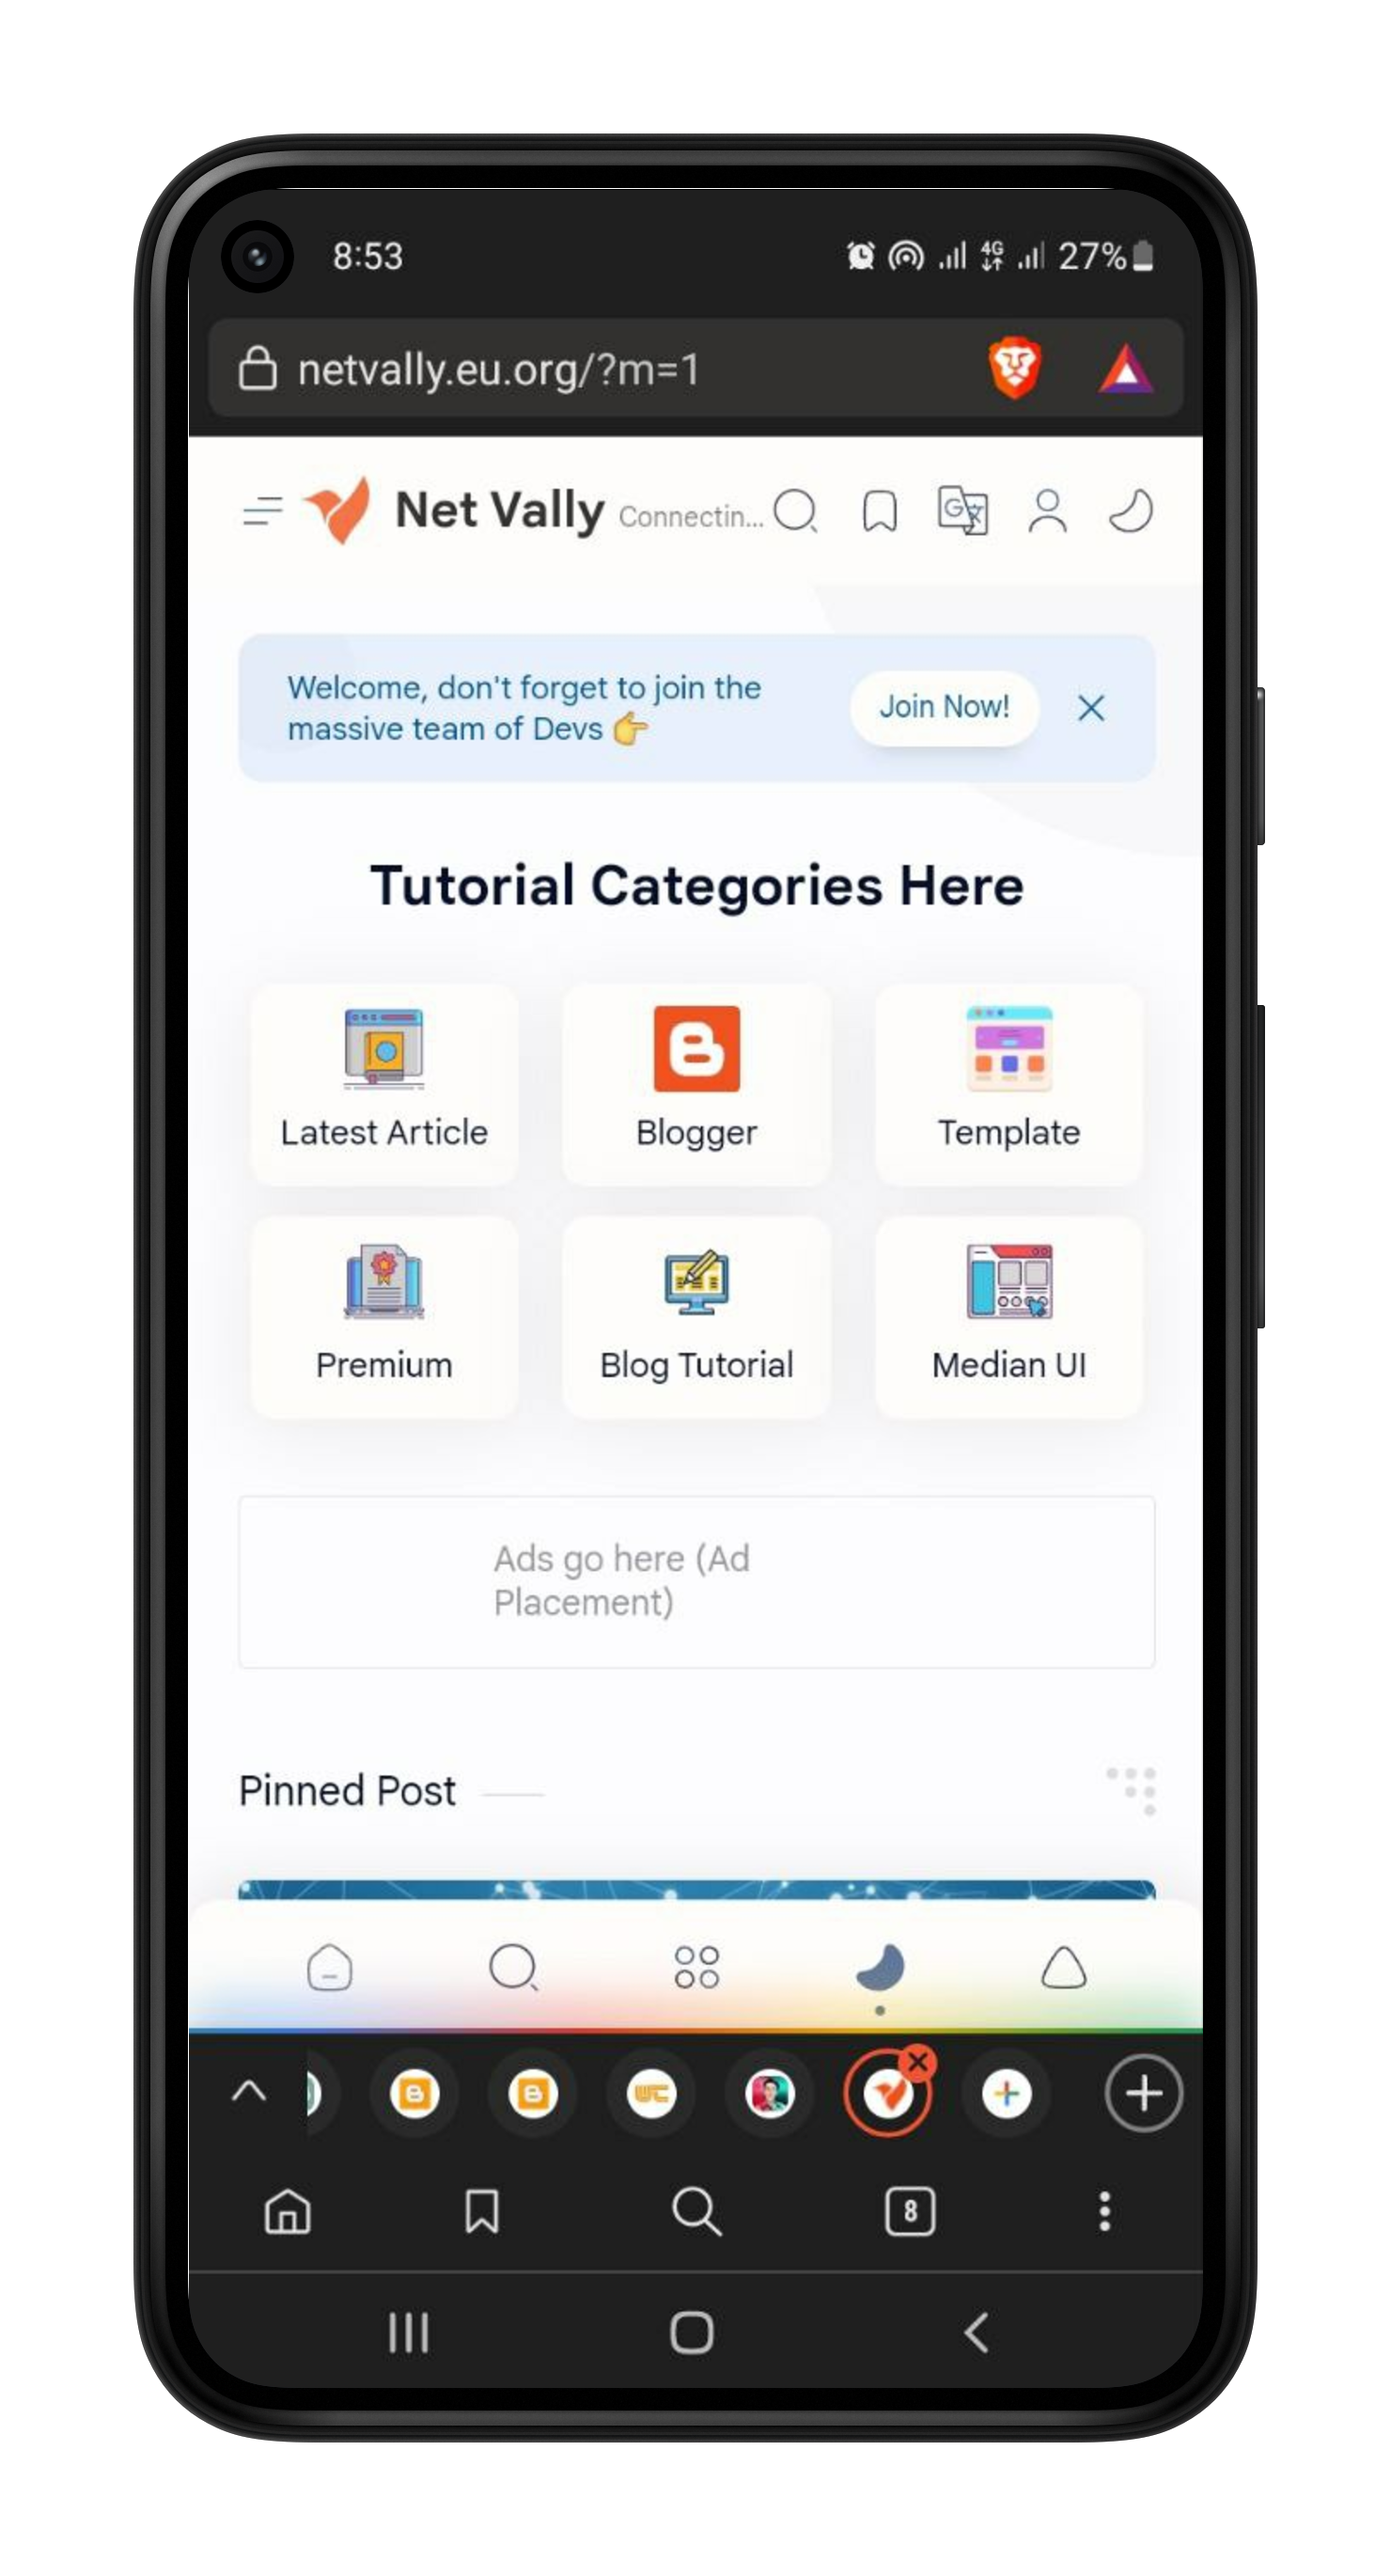 8:53
4G
27%
netvally.eu.org/?m=1
Net Vally Connectin...
G
Welcome, don't forget to join the
massive team of Devs 👉
Join Now!
Tutorial Categories Here
Latest Article
Blogger
Template
Premium
Blog Tutorial
Median UI
Ads go here (Ad
Placement)
Pinned Post
8